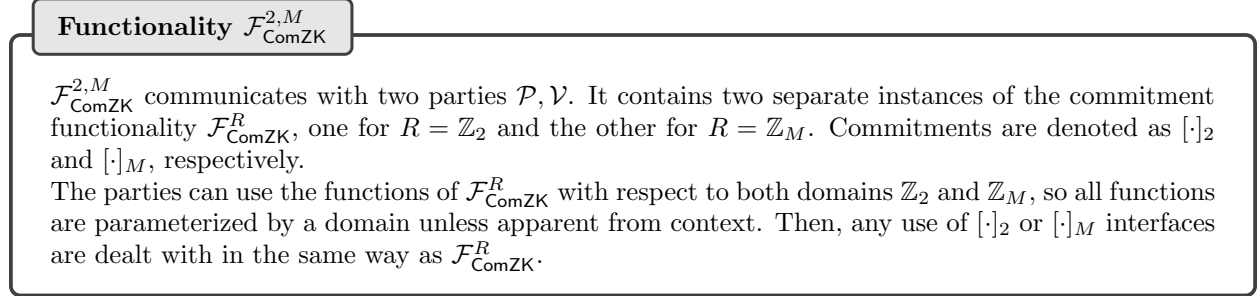 Functionality $\mathcal{F}_{\mathsf{ComZK}}^{2,M}$
$\mathcal{F}_{\mathsf{ComZK}}^{2,M}$ communicates with two parties $\mathcal{P}, \mathcal{V}$. It contains two separate instances of the commitment
functionality $\mathcal{F}_{\mathsf{ComZK}}^{R}$, one for $R = \mathbb{Z}_2$ and the other for $R = \mathbb{Z}_M$. Commitments are denoted as $[\cdot]_2$
and $[\cdot]_M$, respectively.
The parties can use the functions of $\mathcal{F}_{\mathsf{ComZK}}^{R}$ with respect to both domains $\mathbb{Z}_2$ and $\mathbb{Z}_M$, so all functions
are parameterized by a domain unless apparent from context. Then, any use of $[\cdot]_2$ or $[\cdot]_M$ interfaces
are dealt with in the same way as $\mathcal{F}_{\mathsf{ComZK}}^{R}$.